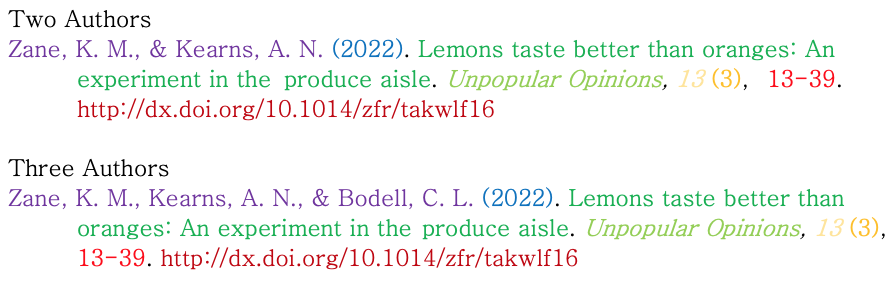 Two Authors
Zane, K. M., & Kearns, A. N. (2022). Lemons taste better than oranges: An
experiment in the produce aisle. Unpopular Opinions, 13 (3), 13-39.
http://dx.doi.org/10.1014/zfr/takwlf16
Three Authors
Zane, K. M., Kearns, A. N., & Bodell, C. L. (2022). Lemons taste better than
oranges: An experiment in the produce aisle. Unpopular Opinions, 13 (3),
13-39. http://dx.doi.org/10.1014/zfr/takwlf16